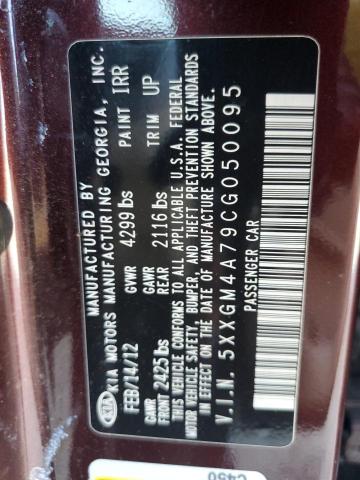 MANUFACTURED BY
KIA KIA MOTORS MANUFACTURING GEORGIA, INC.
FEB/14/12 GVWR 4299 lbs PAINT IRR
GAWR FRONT 2425 lbs GAWR REAR 2116 lbs TRIM UP
THIS VEHICLE CONFORMS TO ALL APPLICABLE U.S.A. FEDERAL
MOTOR VEHICLE SAFETY, BUMPER, AND THEFT PREVENTION STANDARDS
IN EFFECT ON THE DATE OF MANUFACTURE SHOWN ABOVE.
V.I.N. 5XXGM4A79CG050095
PASSENGER CAR